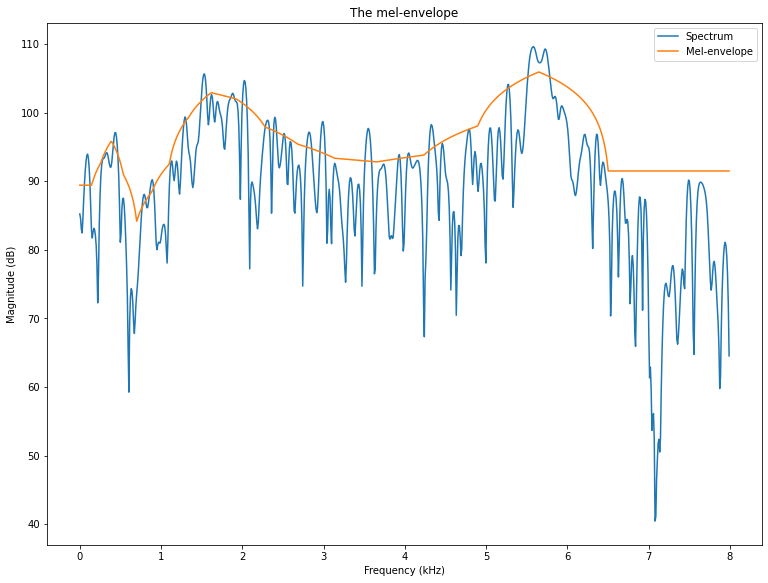 The mel-envelope
Spectrum
Mel-envelope
110
100
90
80
70
60
50
40
Magnitude (dB)
0 1 2 3 4 5 6 7 8
Frequency (kHz)